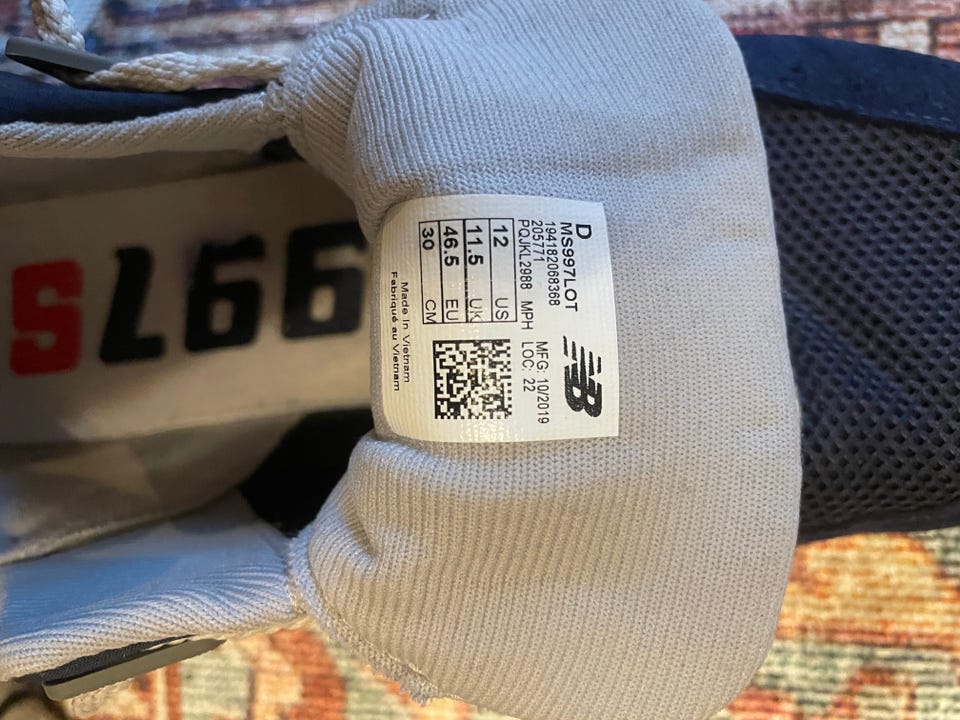 D
MS997LOT
194182068368
205771
PQJKL2988 MPH
NB
MFG: 10/2019
LOC: 22
12 US
11.5 UK
46.5 EU
30 CM
Made In Vietnam
Fabriqué au Vietnam
997S